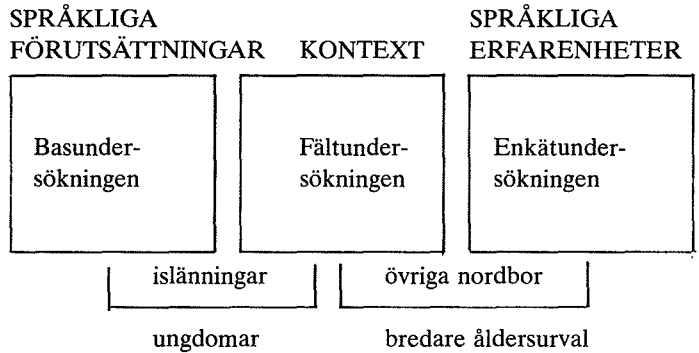 SPRÅKLIGA
FÖRUTSÄTTNINGAR
KONTEXT
SPRÅKLIGA
ERFARENHETER
Basunder-
sökningen
Fältunder-
sökningen
Enkätunder-
sökningen
islänningar
övriga nordbor
ungdomar
bredare åldersurval